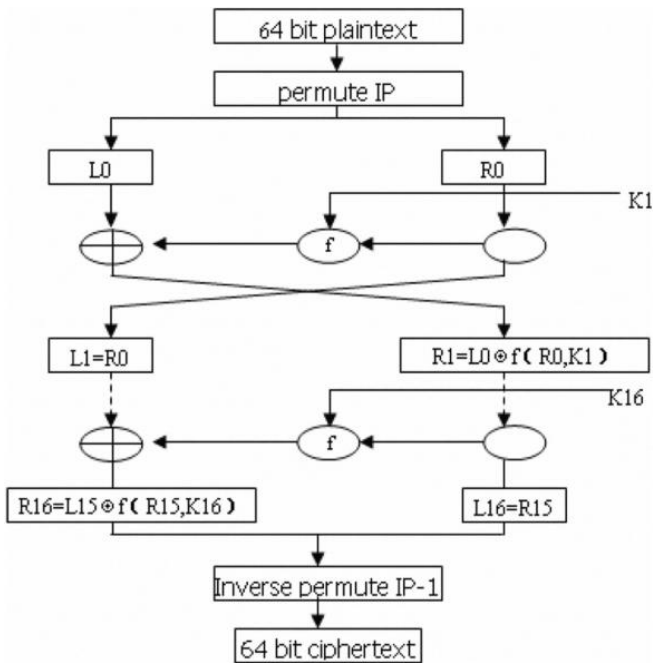 64 bit plaintext
permute IP
L0
R0
K1
f
L1=R0
R1=L0⊕f( R0,K1 )
K16
f
R16=L15⊕f( R15,K16 )
L16=R15
Inverse permute IP-1
64 bit ciphertext